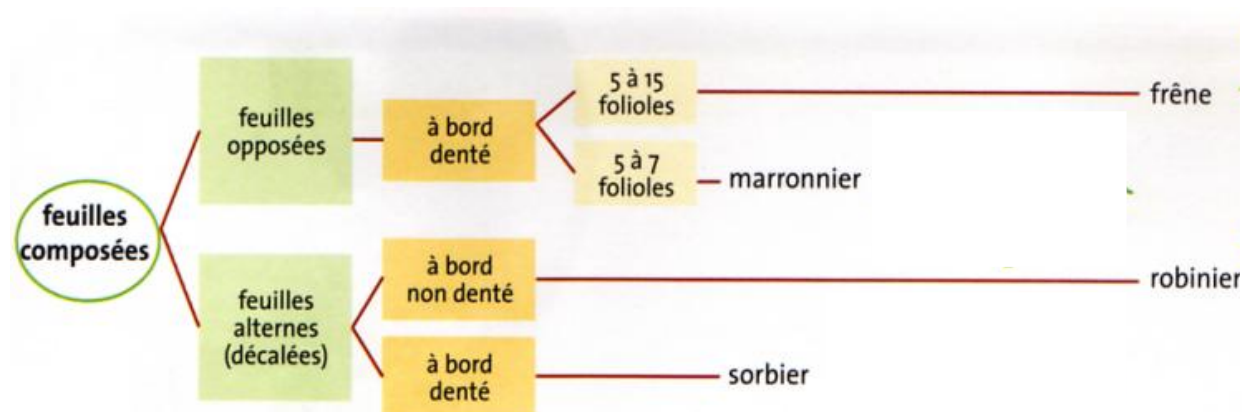 feuilles
composées
feuilles
opposées
à bord
denté
5 à 15
folioles
frêne
5 à 7
folioles
marronnier
feuilles
alternes
(décalées)
à bord
non denté
robinier
à bord
denté
sorbier